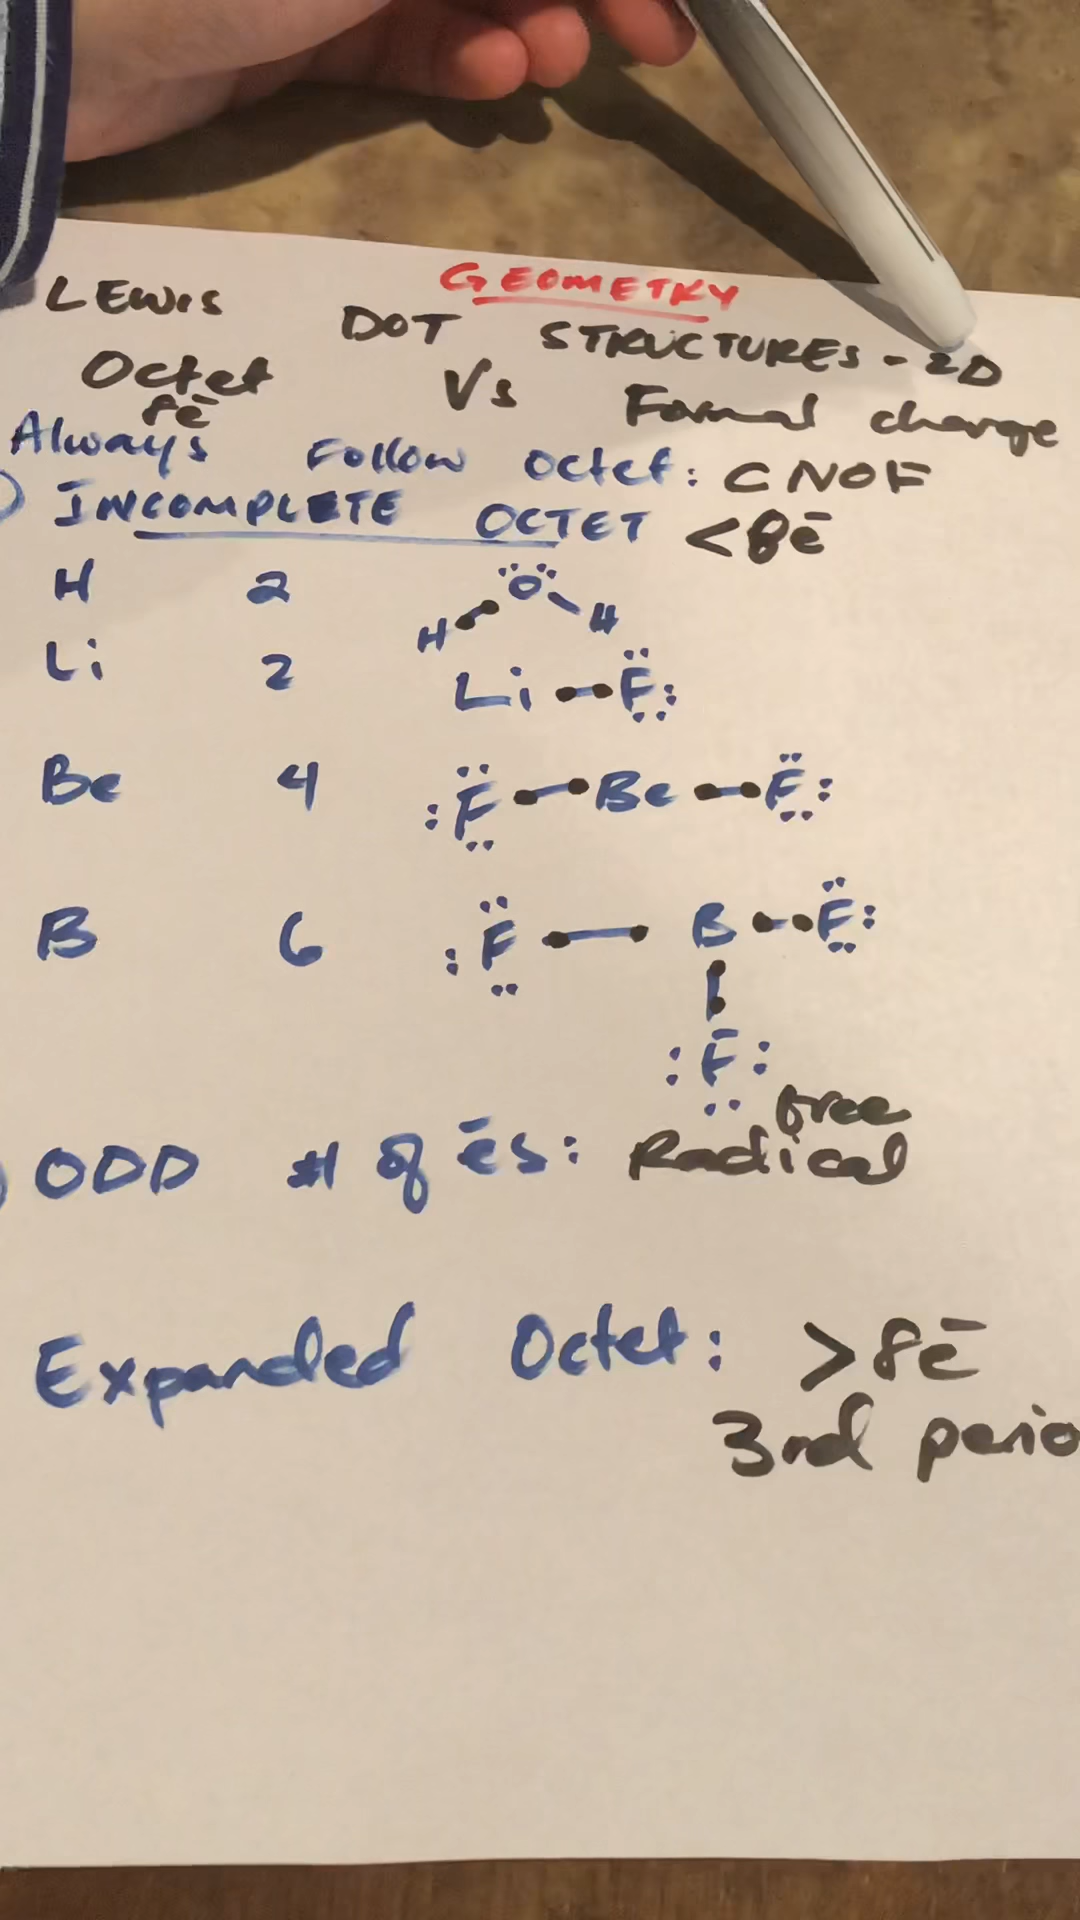 GEOMETRY
LEWIS DOT STRUCTURES - 2D
Octet Vs Formal charge
8ē
Always Follow Octet: CNOF
INCOMPLETE OCTET <8ē
H 2 H O H
Li 2 Li F
Be 4 F Be F
B 6 F B F
F
free
ODD # of ēs: Radical
Expanded Octet: >8ē
3rd perio